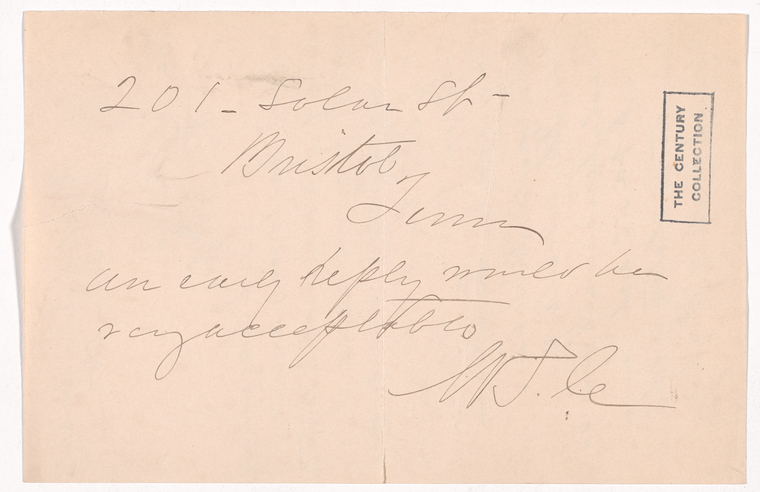 201 - Solar St -
Bristol,
Tenn
an early reply would be
very acceptable
THE CENTURY
COLLECTION